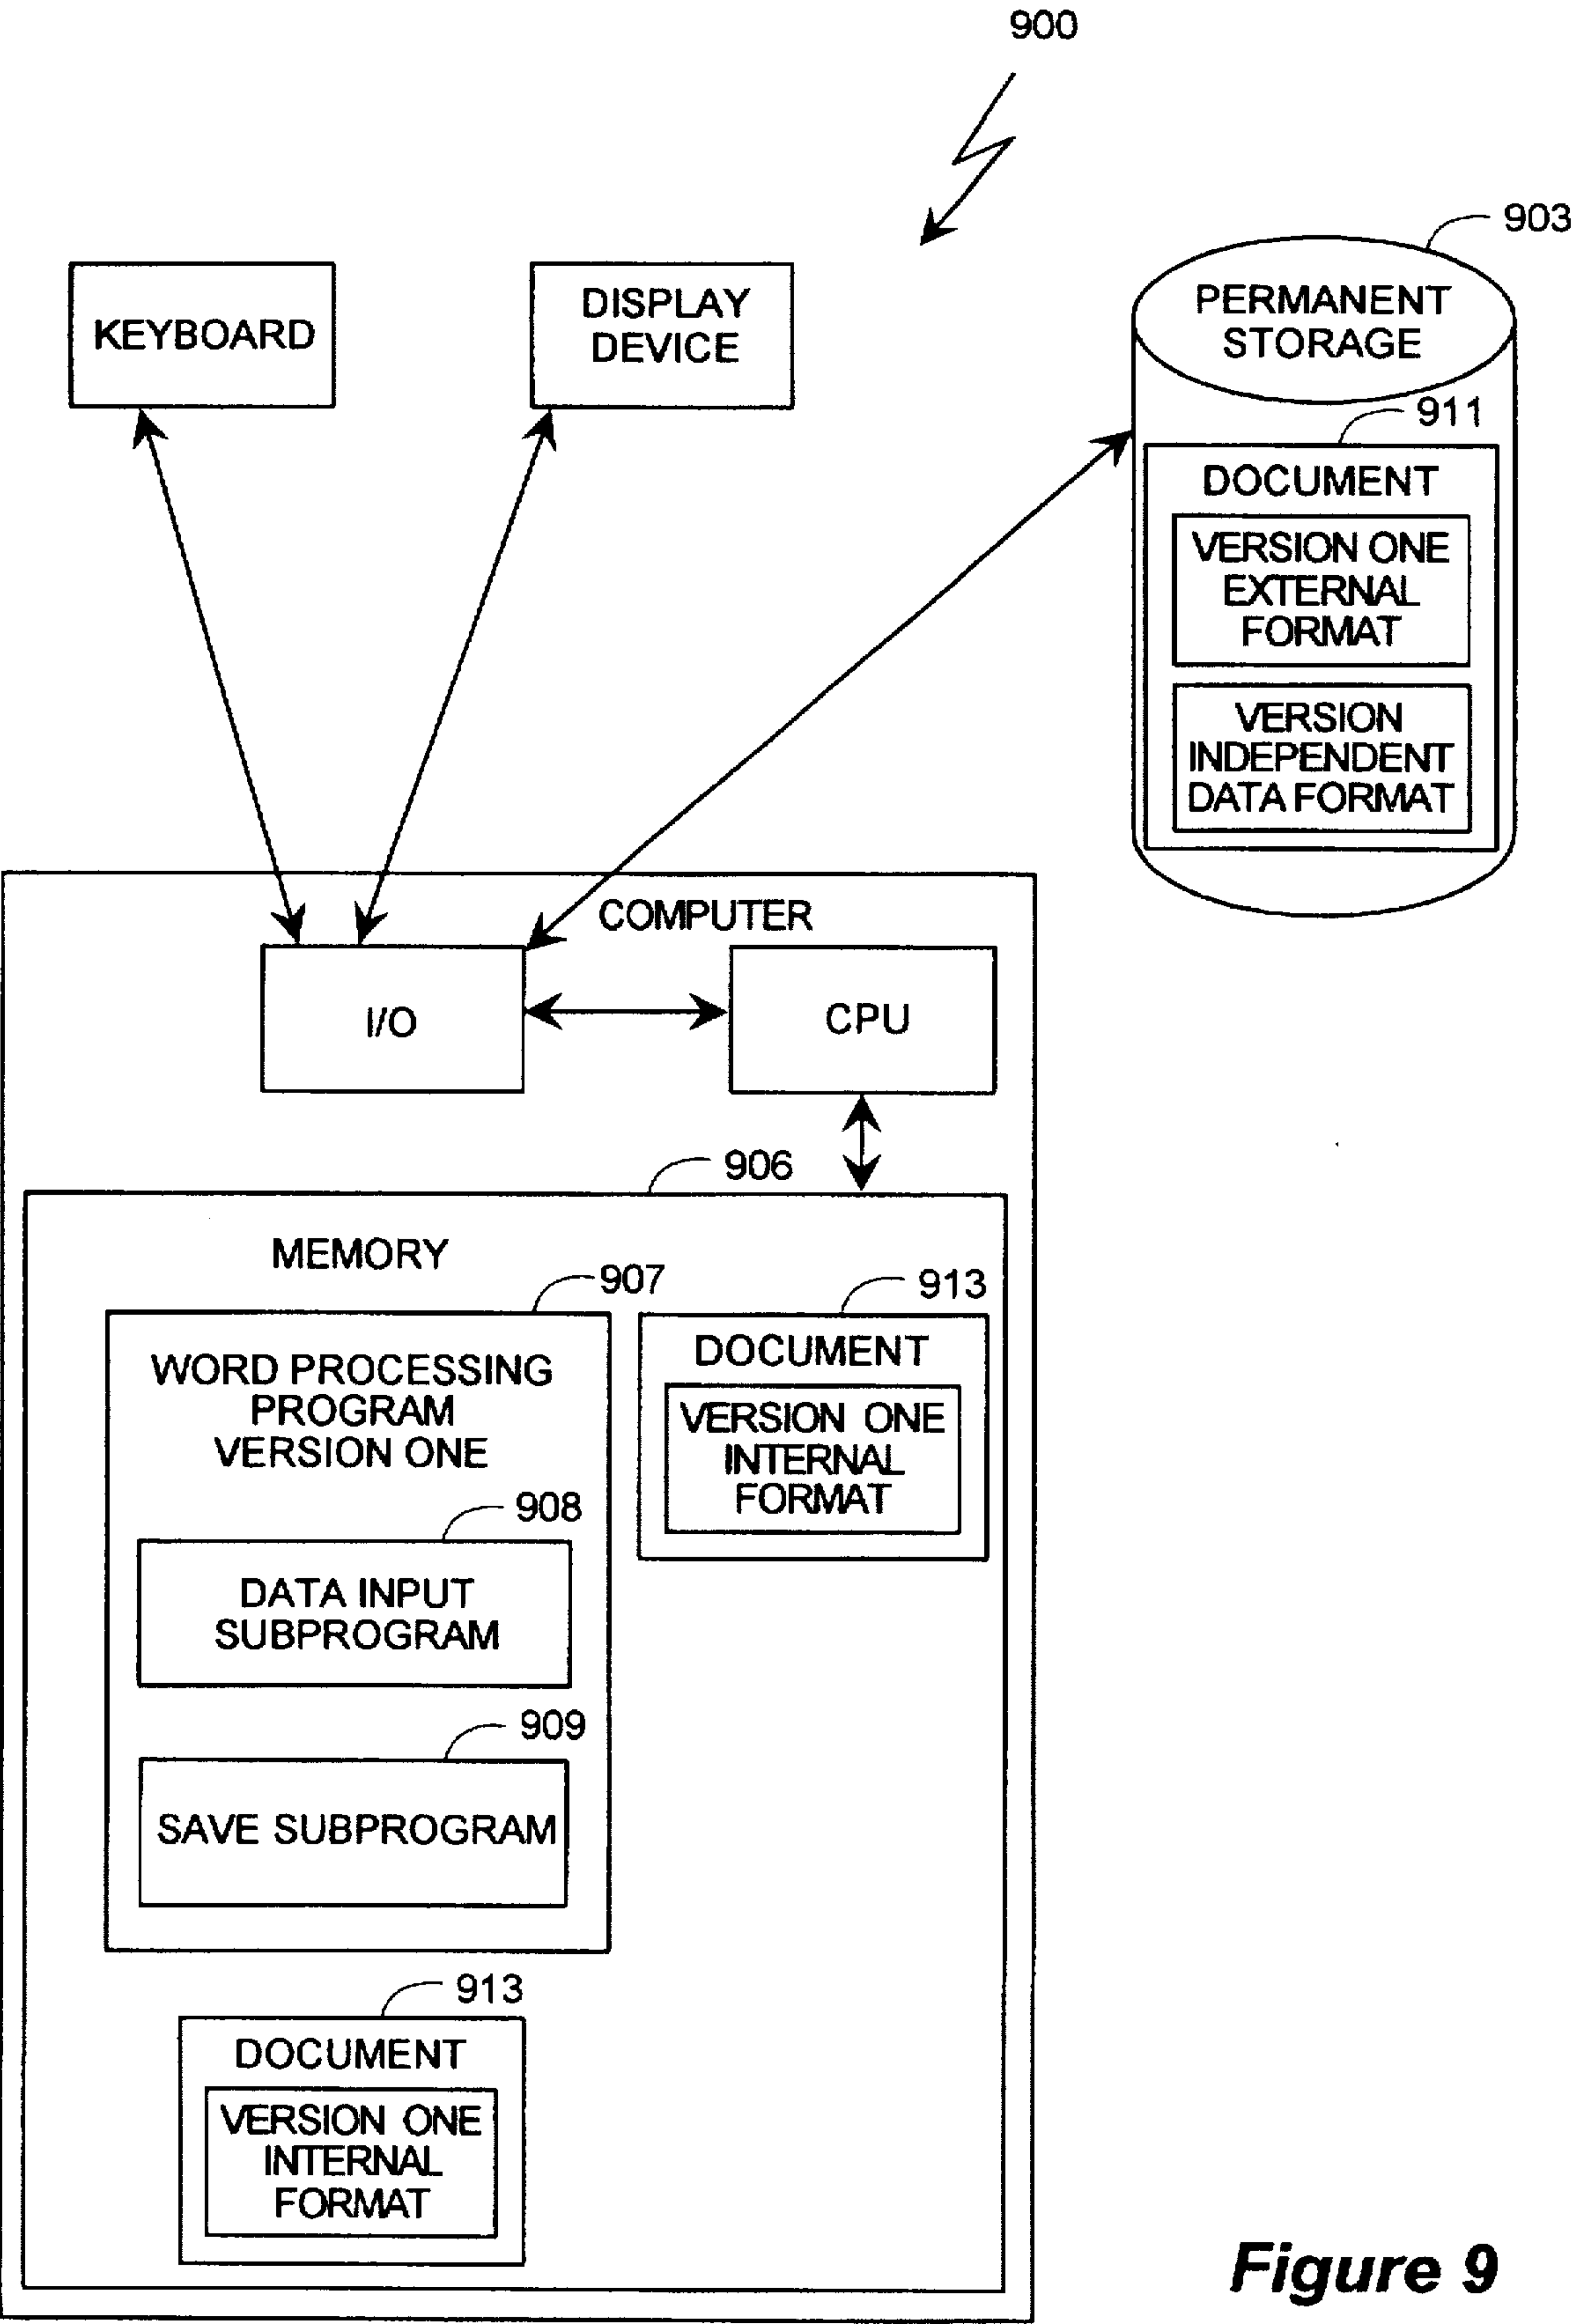 900
903
KEYBOARD
DISPLAY
DEVICE
PERMANENT
STORAGE
911
DOCUMENT
VERSION ONE
EXTERNAL
FORMAT
VERSION
INDEPENDENT
DATA FORMAT
COMPUTER
I/O
CPU
906
MEMORY
907
913
WORD PROCESSING
PROGRAM
VERSION ONE
DOCUMENT
VERSION ONE
INTERNAL
FORMAT
908
DATA INPUT
SUBPROGRAM
909
SAVE SUBPROGRAM
913
DOCUMENT
VERSION ONE
INTERNAL
FORMAT
Figure 9